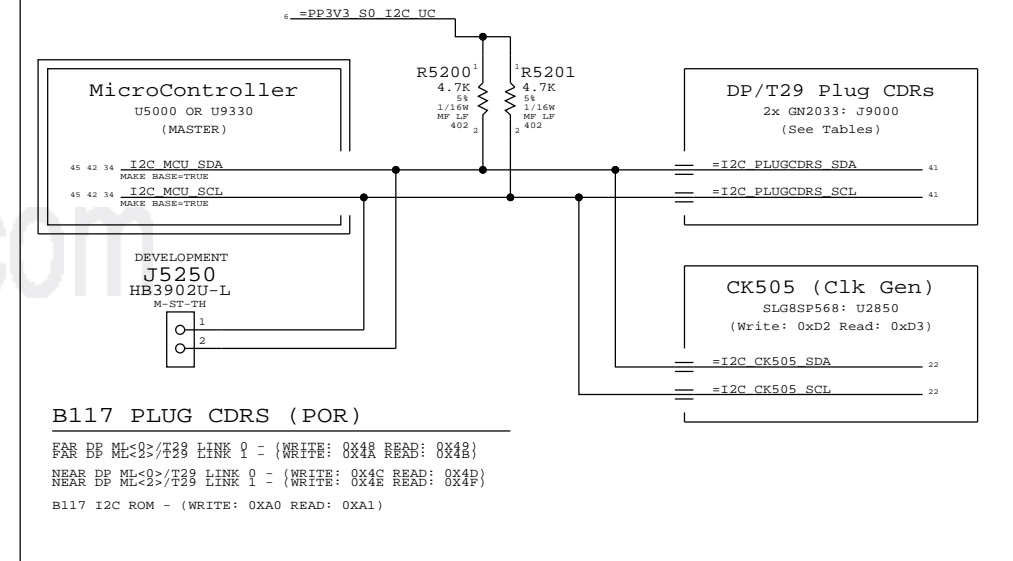 6 =PP3V3_S0_I2C_UC
MicroController
U5000 OR U9330
(MASTER)
45 42 34 I2C_MCU_SDA
MAKE_BASE=TRUE
45 42 34 I2C_MCU_SCL
MAKE_BASE=TRUE
R5200 1
4.7K
5%
1/16W
MF LF
402 2
1 R5201
4.7K
5%
1/16W
MF LF
2 402
DP/T29 Plug CDRs
2x GN2033: J9000
(See Tables)
=I2C_PLUGCDRS_SDA 41
=I2C_PLUGCDRS_SCL 41
com
DEVELOPMENT
J5250
HB3902U-L
M-ST-TH
1
2
CK505 (Clk Gen)
SLG8SP568: U2850
(Write: 0xD2 Read: 0xD3)
=I2C_CK505_SDA 22
=I2C_CK505_SCL 22
B117 PLUG CDRS (POR)
FAR DP ML<0>/T29 LINK 0 - (WRITE: 0X48 READ: 0X49)
FAR DP ML<2>/T29 LINK 1 - (WRITE: 0X4A READ: 0X4B)
NEAR DP ML<0>/T29 LINK 0 - (WRITE: 0X4C READ: 0X4D)
NEAR DP ML<2>/T29 LINK 1 - (WRITE: 0X4E READ: 0X4F)
B117 I2C ROM - (WRITE: 0XA0 READ: 0XA1)